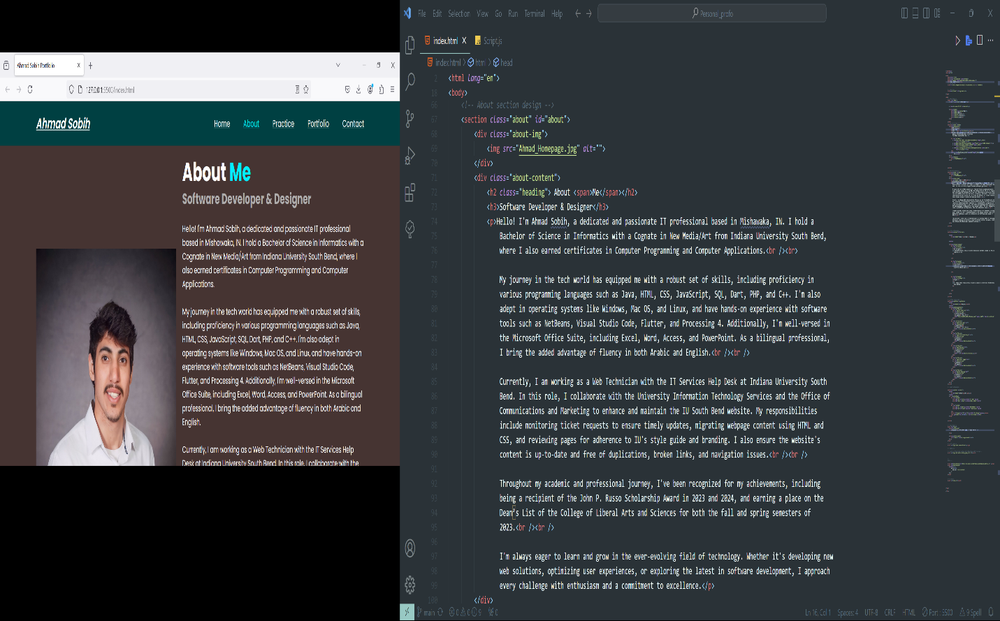 Ahmad Sobih Portfolio
127.0.0.1:5500/index.html
Ahmad Sobih
Home About Practice Portfolio Contact
About Me
Software Developer & Designer
Hello! I'm Ahmad Sobih, a dedicated and passionate IT professional
based in Mishowaka, IN. I hold a Bachelor of Science in Informatics with a
Cognate in New Media/Art from Indiana University South Bend, where I
also earned certificates in Computer Programming and Computer
Applications.
My journey in the tech world has equipped me with a robust set of skills,
including proficiency in various programming languages such as Java,
HTML, CSS, JavaScript, SQL, Dart, PHP, and C++. I'm also adept in
operating systems like Windows, Mac OS, and Linux, and have hands-on
experience with software tools such as NetBeans, Visual Studio Code,
Flutter, and Processing 4. Additionally, I'm well-versed in the Microsoft
Office Suite, including Excel, Word, Access, and PowerPoint. As a bilingual
professional, I bring the added advantage of fluency in both Arabic and
English.
Currently, I am working as a Web Technician with the IT Services Help
Desk at Indiana University South Bend. In this role, I collaborate with the
File Edit Selection View Go Run Terminal Help
Personal_profo
index.html
Script.js
index.html > html > head
2 <html lang="en">
18 <body>
66 <!-- About section design -->
67 <section class="about" id="about">
68 <div class="about-img">
69 <img src="Ahmad_Homepage.jpg" alt="">
70 </div>
71 <div class="about-content">
72 <h2 class="heading"> About <span>Me</span></h2>
73 <h3>Software Developer & Designer</h3>
74 <p>Hello! I'm Ahmad Sobih, a dedicated and passionate IT professional based in Mishawaka, IN. I hold a
75 Bachelor of Science in Informatics with a Cognate in New Media/Art from Indiana University South Bend,
76 where I also earned certificates in Computer Programming and Computer Applications.<br /><br>
77
78 My journey in the tech world has equipped me with a robust set of skills, including proficiency in
79 various programming languages such as Java, HTML, CSS, JavaScript, SQL, Dart, PHP, and C++. I'm also
80 adept in operating systems like Windows, Mac OS, and Linux, and have hands-on experience with software
81 tools such as NetBeans, Visual Studio Code, Flutter, and Processing 4. Additionally, I'm well-versed in
82 the Microsoft Office Suite, including Excel, Word, Access, and PowerPoint. As a bilingual professional,
83 I bring the added advantage of fluency in both Arabic and English.<br /><br />
84
85 Currently, I am working as a Web Technician with the IT Services Help Desk at Indiana University South
86 Bend. In this role, I collaborate with the University Information Technology Services and the Office of
87 Communications and Marketing to enhance and maintain the IU South Bend website. My responsibilities
88 include monitoring ticket requests to ensure timely updates, migrating webpage content using HTML and
89 CSS, and reviewing pages for adherence to IU's style guide and branding. I also ensure the website's
90 content is up-to-date and free of duplications, broken links, and navigation issues.<br /><br />
91
92 Throughout my academic and professional journey, I've been recognized for my achievements, including
93 being a recipient of the John P. Russo Scholarship Award in 2023 and 2024, and earning a place on the
94 Dean's List of the College of Liberal Arts and Sciences for both the fall and spring semesters of
95 2023.<br /><br />
96
97 I'm always eager to learn and grow in the ever-evolving field of technology. Whether it's developing new
98 web solutions, optimizing user experiences, or exploring the latest in software development, I approach
99 every challenge with enthusiasm and a commitment to excellence.</p>
100 </div>
main 0 0 9 0 Ln 16, Col 1 Spaces: 4 UTF-8 CRLF HTML Port : 5500 9 Spell